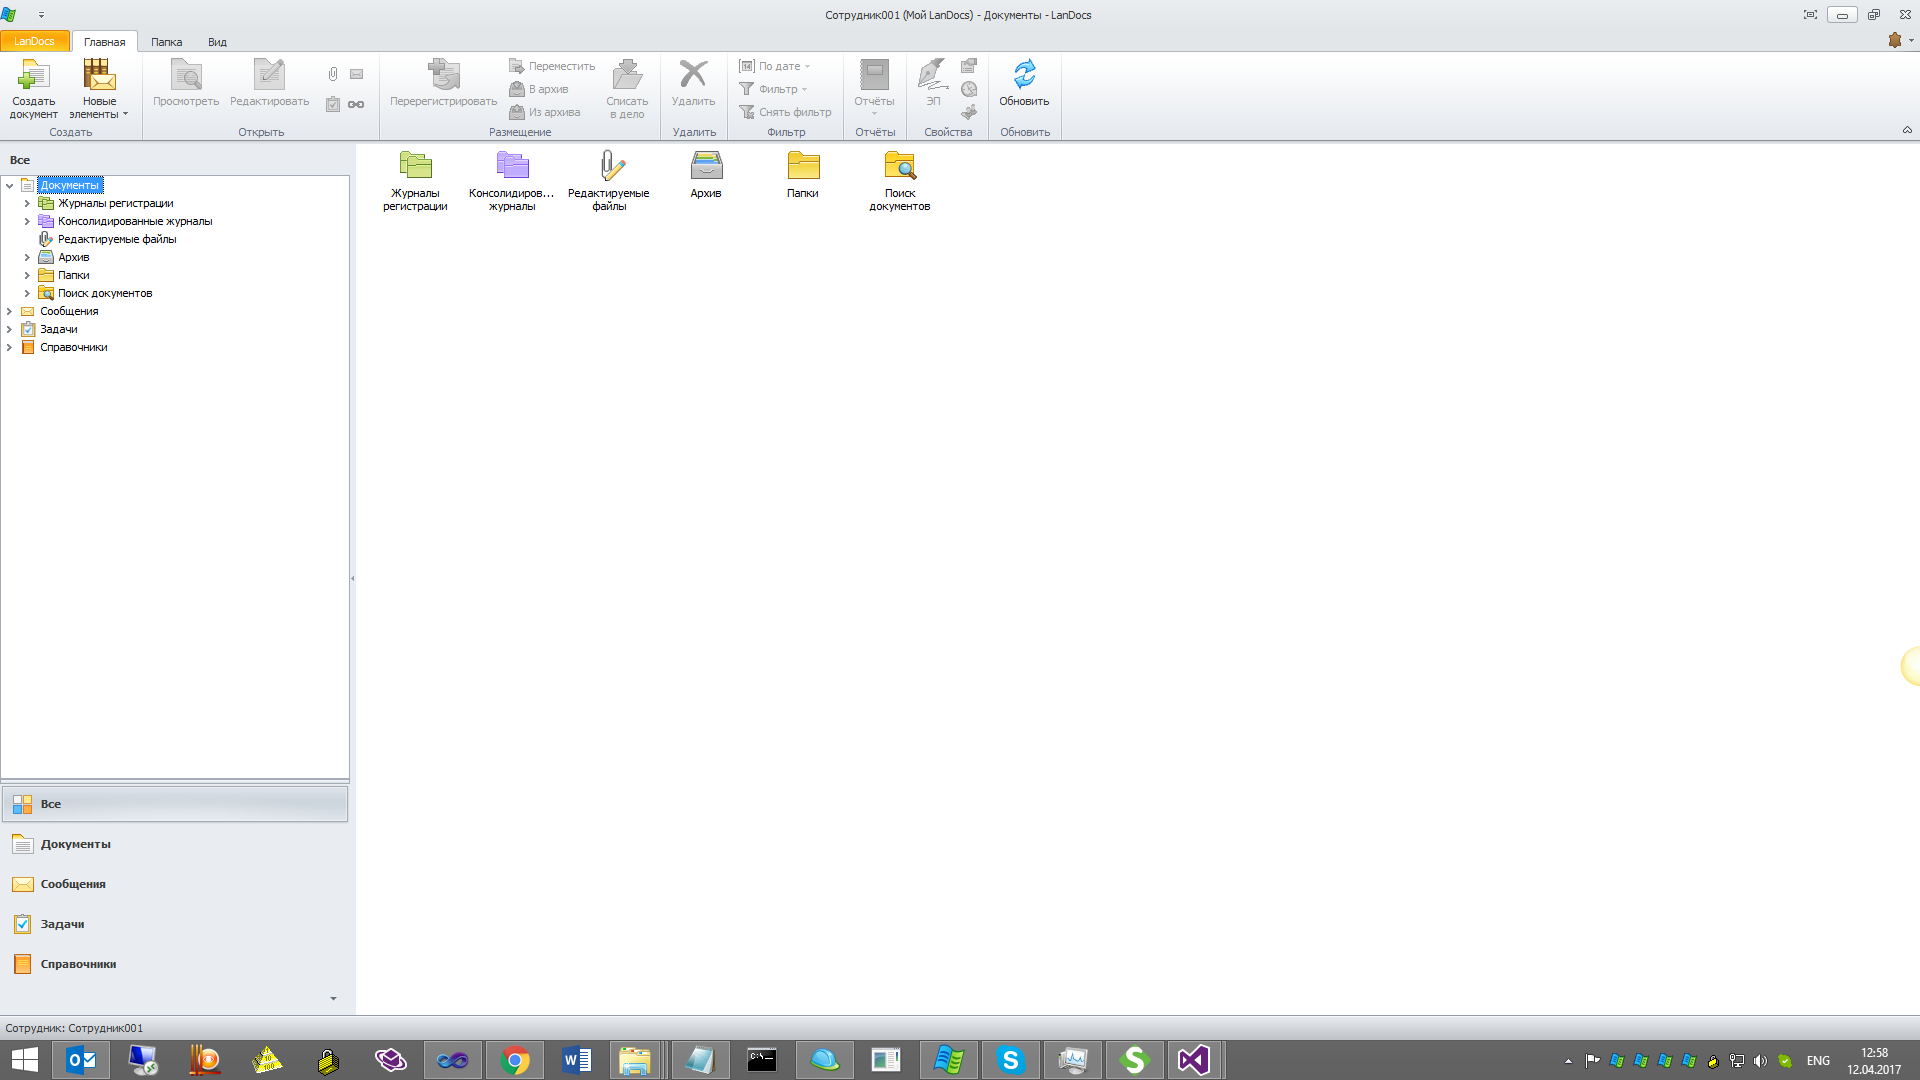 Сотрудник001 (Мой LanDocs) - Документы - LanDocs
LanDocs
Главная
Папка
Вид
Создать
документ
Новые
элементы
Создать
Просмотреть
Редактировать
Открыть
Перерегистрировать
Переместить
В архив
Из архива
Списать
в дело
Размещение
Удалить
Удалить
По дате
Фильтр
Снять фильтр
Фильтр
Отчёты
Отчёты
ЭП
Свойства
Обновить
Обновить
Все
Документы
Журналы регистрации
Консолидированные журналы
Редактируемые файлы
Архив
Папки
Поиск документов
Сообщения
Задачи
Справочники
Журналы
регистрации
Консолидиров...
журналы
Редактируемые
файлы
Архив
Папки
Поиск
документов
Все
Документы
Сообщения
Задачи
Справочники
Сотрудник: Сотрудник001
ENG
12:58
12.04.2017